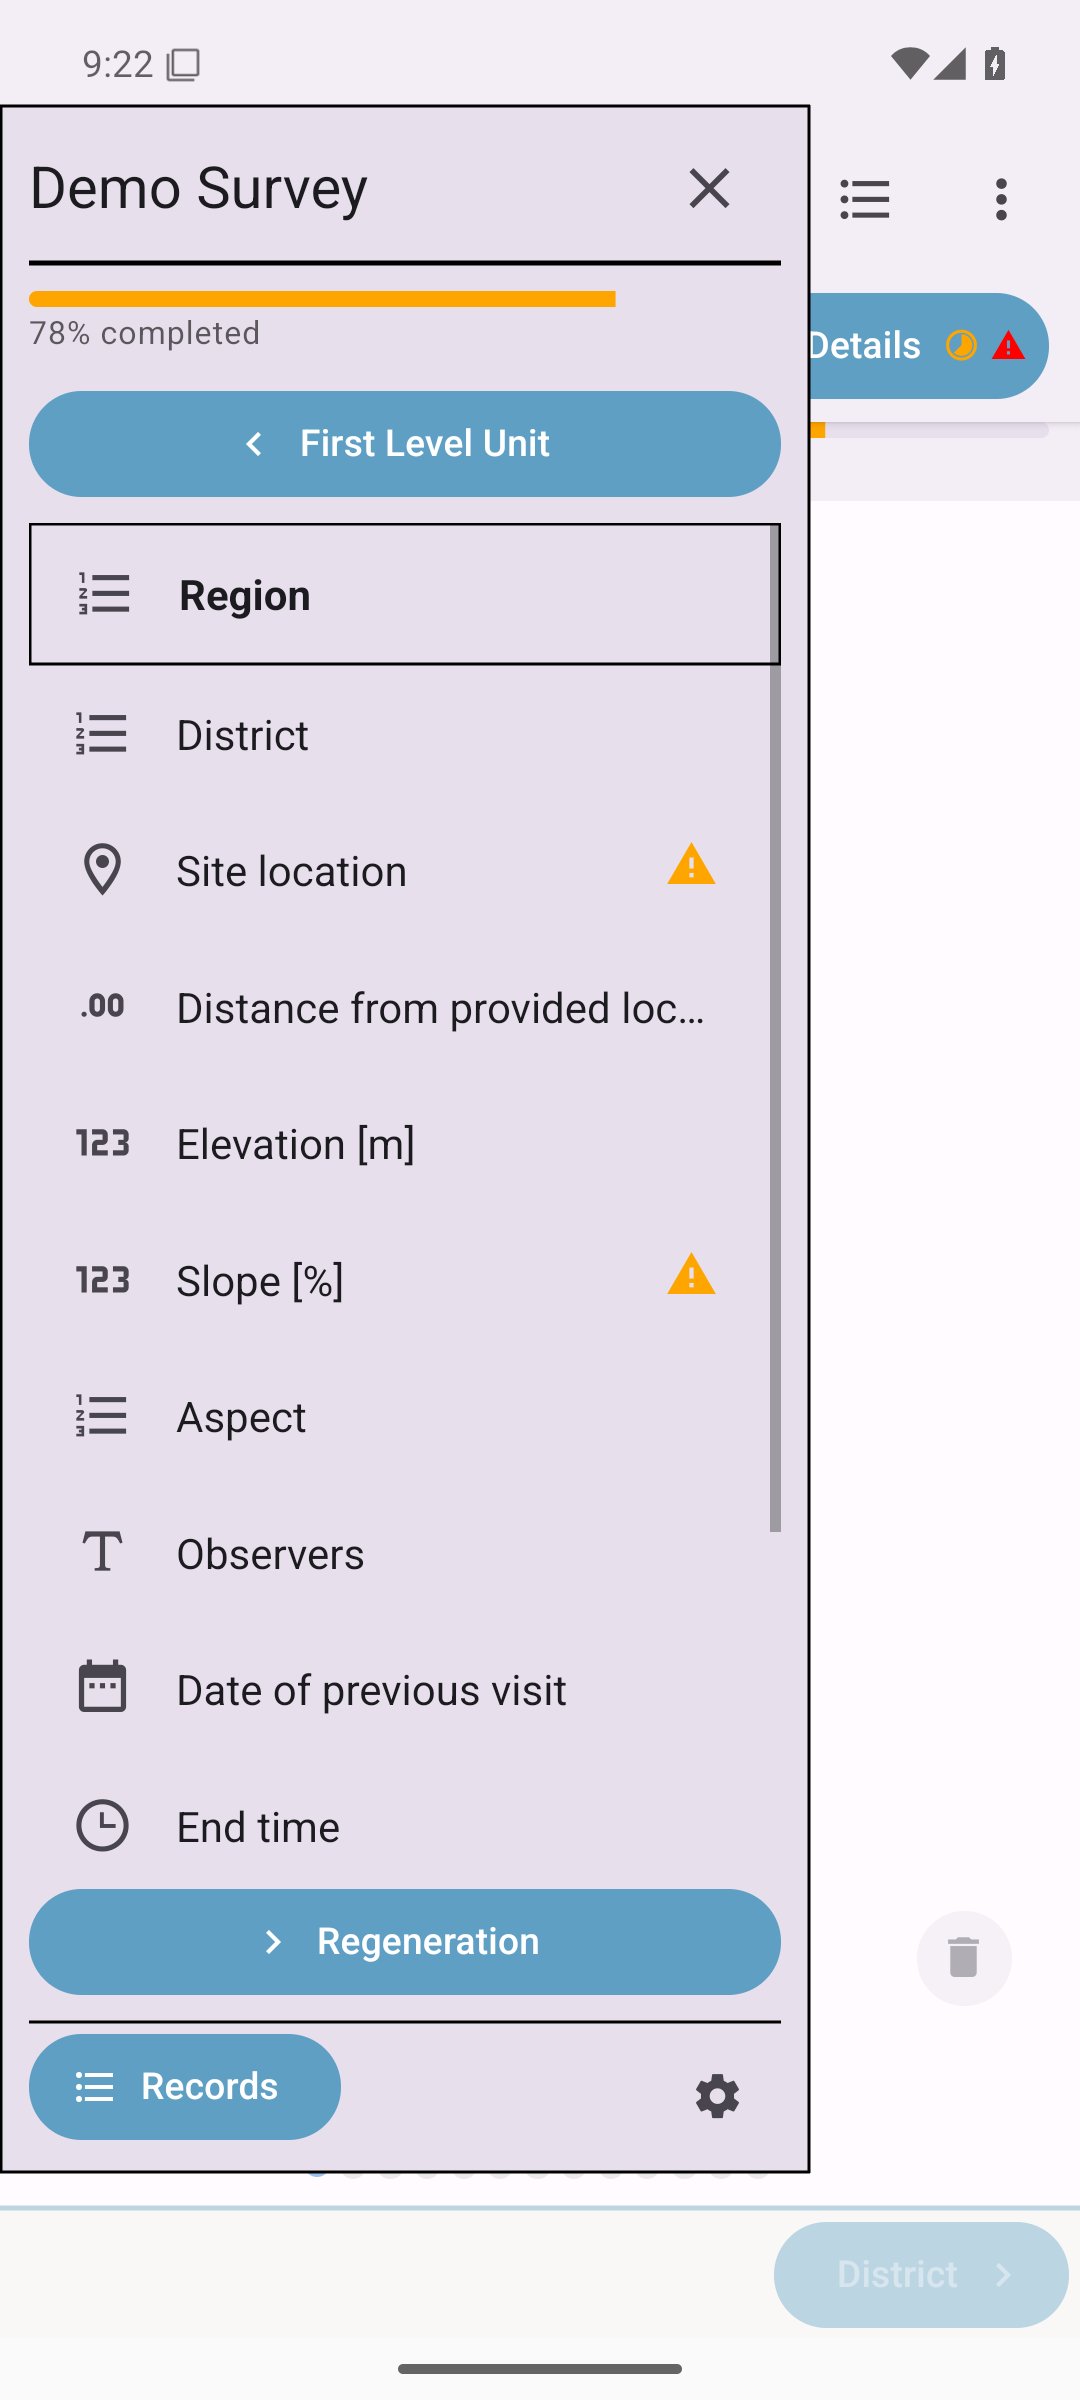 9:22
Demo Survey
78% completed
Details
First Level Unit
Region
District
Site location
.00 Distance from provided loc...
123 Elevation [m]
123 Slope [%]
Aspect
Observers
Date of previous visit
End time
Regeneration
Records
District